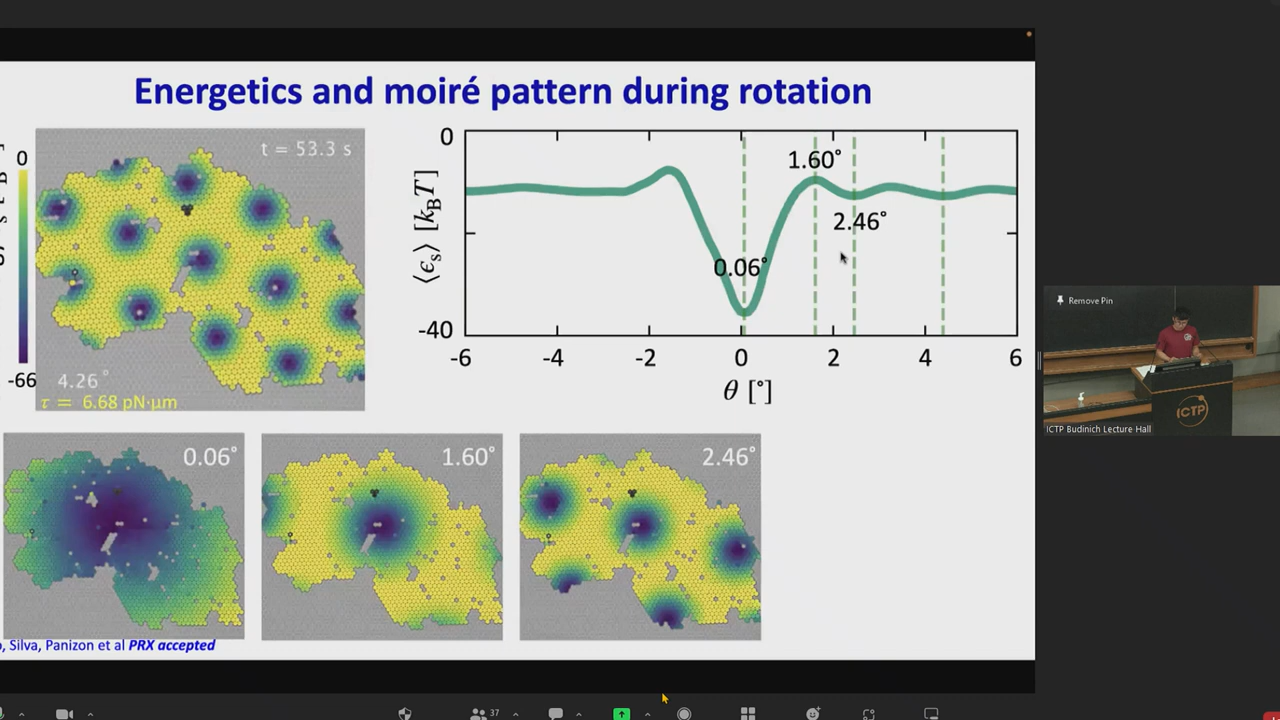 Energetics and moiré pattern during rotation
0
-66
t = 53.3 s
4.26°
τ = 6.68 pN·μm
⟨ϵₛ⟩ [k_BT]
0
-40
0.06°
1.60°
2.46°
-6 -4 -2 0 2 4 6
θ [°]
0.06°
1.60°
2.46°
, Silva, Panizon et al PRX accepted
Remove Pin
ICTP
ICTP Budinich Lecture Hall
37